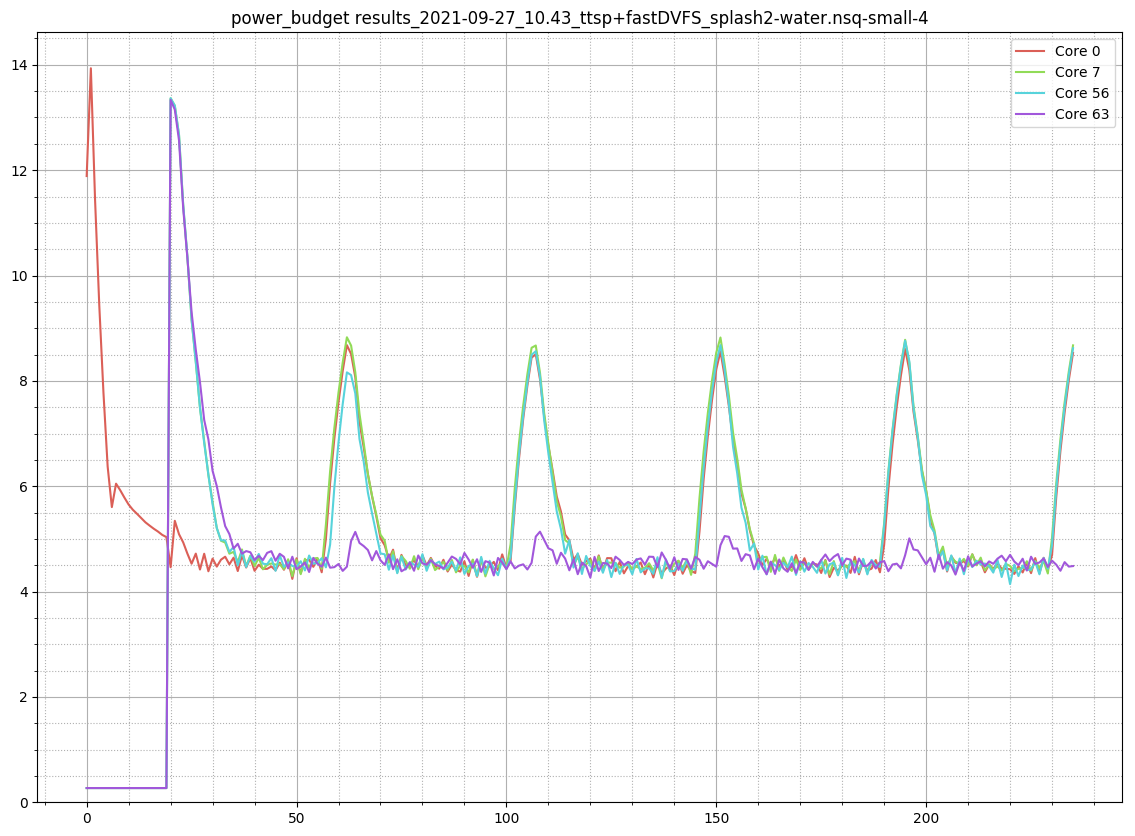 power_budget results_2021-09-27_10.43_ttsp+fastDVFS_splash2-water.nsq-small-4
Core 0
Core 7
Core 56
Core 63
14
12
10
8
6
4
2
0
0 50 100 150 200